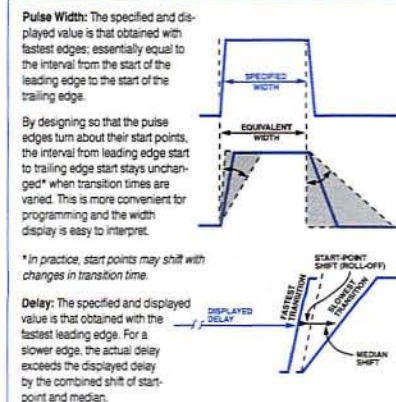 Pulse Width: The specified and dis-
played value is that obtained with
fastest edges; essentially equal to
the interval from the start of the
leading edge to the start of the
trailing edge.
By designing so that the pulse
edges turn about their start points,
the interval from leading edge start
to trailing edge start stays unchan-
ged* when transition times are
varied. This is more convenient for
programming and the width
display is easy to interpret.
*In practice, start points may shift with
changes in transition time.
Delay: The specified and displayed
value is that obtained with the
fastest leading edge. For a
slower edge, the actual delay
exceeds the displayed delay
by the combined shift of start-
point and median.
SPECIFIED
WIDTH
EQUIVALENT
WIDTH
START-POINT
SHIFT (ROLL-OFF)
FASTEST
TRANSITION
SLOWEST
TRANSITION
DISPLAYED
DELAY
MEDIAN
SHIFT